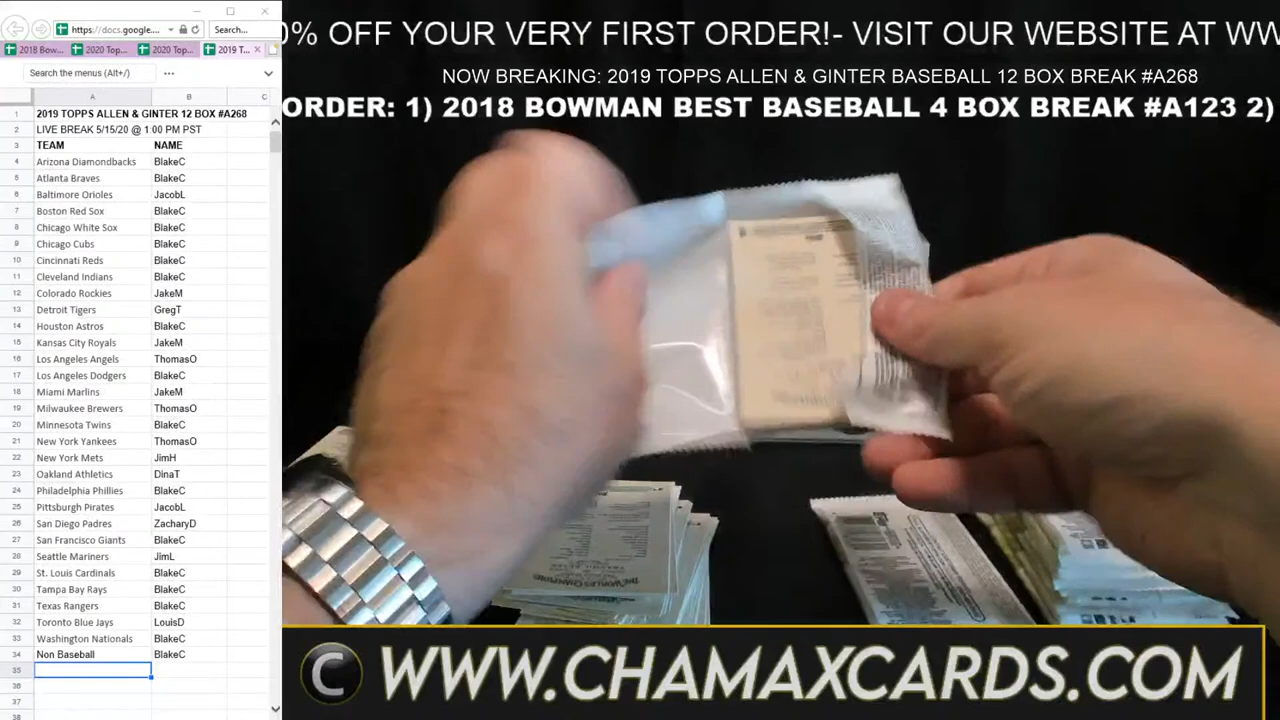 https://docs.google.... Search...
2018 Bow... 2020 Top... 2020 Top... 2019 T...
Search the menus (Alt+/)
A B C
1 2019 TOPPS ALLEN & GINTER 12 BOX #A268
2 LIVE BREAK 5/15/20 @ 1:00 PM PST
3 TEAM NAME
4 Arizona Diamondbacks BlakeC
5 Atlanta Braves BlakeC
6 Baltimore Orioles JacobL
7 Boston Red Sox BlakeC
8 Chicago White Sox BlakeC
9 Chicago Cubs BlakeC
10 Cincinnati Reds BlakeC
11 Cleveland Indians BlakeC
12 Colorado Rockies JakeM
13 Detroit Tigers GregT
14 Houston Astros BlakeC
15 Kansas City Royals JakeM
16 Los Angeles Angels ThomasO
17 Los Angeles Dodgers BlakeC
18 Miami Marlins JakeM
19 Milwaukee Brewers ThomasO
20 Minnesota Twins BlakeC
21 New York Yankees ThomasO
22 New York Mets JimH
23 Oakland Athletics DinaT
24 Philadelphia Phillies BlakeC
25 Pittsburgh Pirates JacobL
26 San Diego Padres ZacharyD
27 San Francisco Giants BlakeC
28 Seattle Mariners JimL
29 St. Louis Cardinals BlakeC
30 Tampa Bay Rays BlakeC
31 Texas Rangers BlakeC
32 Toronto Blue Jays LouisD
33 Washington Nationals BlakeC
34 Non Baseball BlakeC
35
36
37
38
0% OFF YOUR VERY FIRST ORDER!- VISIT OUR WEBSITE AT WW
NOW BREAKING: 2019 TOPPS ALLEN & GINTER BASEBALL 12 BOX BREAK #A268
ORDER: 1) 2018 BOWMAN BEST BASEBALL 4 BOX BREAK #A123 2)
THE WORLD'S CHAMPIONS
C WWW.CHAMAXCARDS.COM